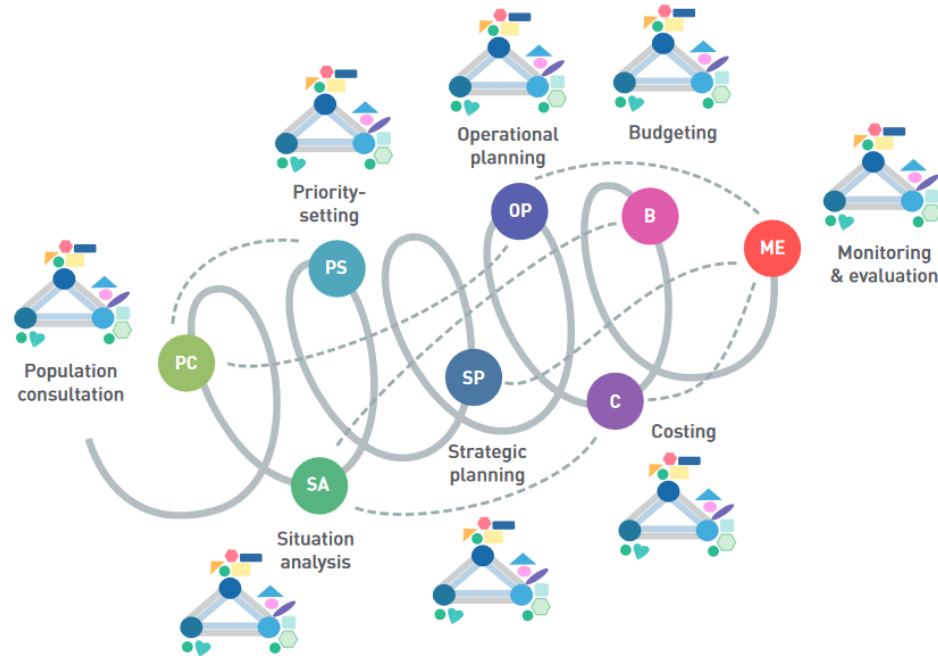 Operational
planning
Budgeting
Priority-
setting
OP
B
PS
ME
Monitoring
& evaluation
Population
consultation
PC
SP
C
Strategic
planning
Costing
SA
Situation
analysis